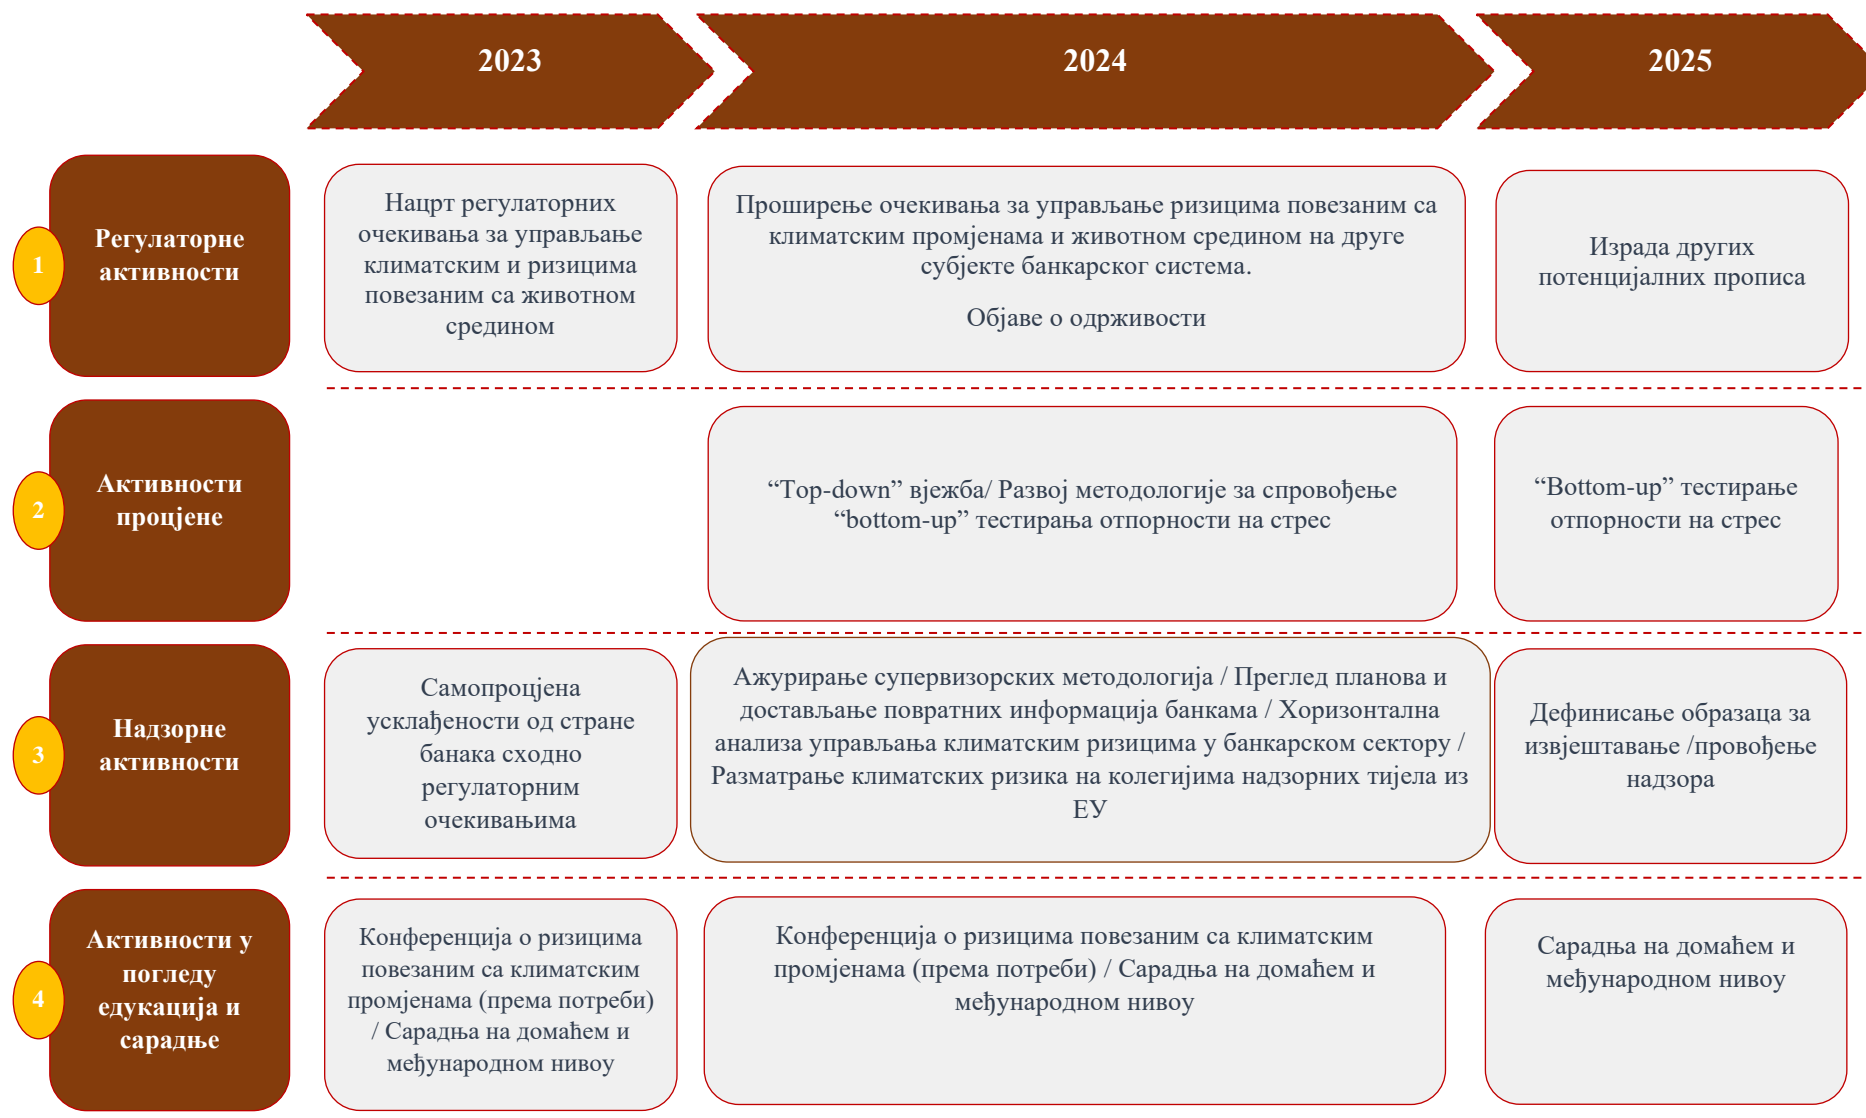 2023
2024
2025
1
Регулаторне
активности
Нацрт регулаторних
очекивања за управљање
климатским и ризицима
повезаним са животном
средином
Проширење очекивања за управљање ризицима повезаним са
климатским промјенама и животном средином на друге
субјекте банкарског система.
Објаве о одрживости
Израда других
потенцијалних прописа
2
Активности
процјене
“Top-down” вјежба/ Развој методологије за спровођење
“bottom-up” тестирања отпорности на стрес
“Bottom-up” тестирање
отпорности на стрес
3
Надзорне
активности
Самопроцјена
усклађености од стране
банака сходно
регулаторним
очекивањима
Ажурирање супервизорских методологија / Преглед планова и
достављање повратних информација банкама / Хоризонтална
анализа управљања климатским ризицима у банкарском сектору /
Разматрање климатских ризика на колегијима надзорних тијела из
ЕУ
Дефинисање образаца за
извјештавање /провођење
надзора
4
Активности у
погледу
едукација и
сарадње
Конференција о ризицима
повезаним са климатским
промјенама (према потреби)
/ Сарадња на домаћем и
међународном нивоу
Конференција о ризицима повезаним са климатским
промјенама (према потреби) / Сарадња на домаћем и
међународном нивоу
Сарадња на домаћем и
међународном нивоу